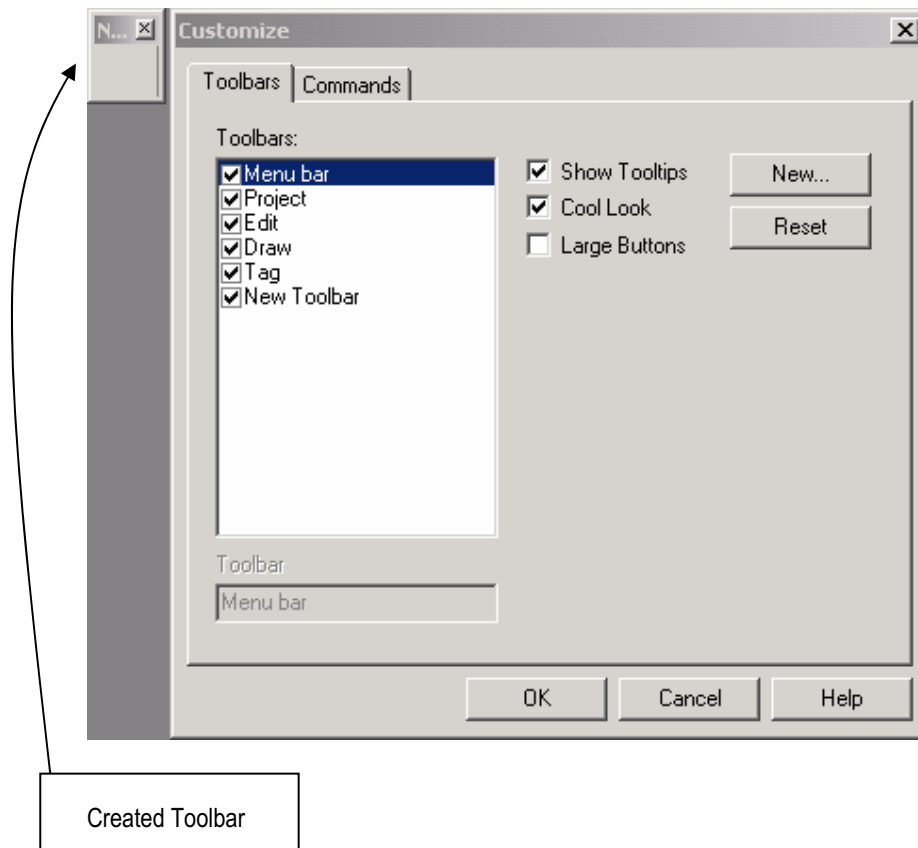 N...
Customize
Toolbars
Commands
Toolbars:
Menu bar
Project
Edit
Draw
Tag
New Toolbar
Show Tooltips
Cool Look
Large Buttons
New...
Reset
Toolbar
Menu bar
OK
Cancel
Help
Created Toolbar